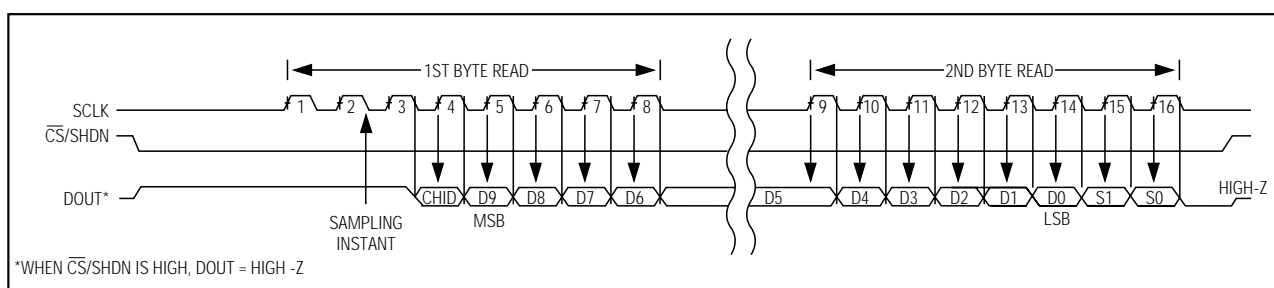 1ST BYTE READ 2ND BYTE READ
SCLK 1 2 3 4 5 6 7 8 9 10 11 12 13 14 15 16
CS/SHDN
DOUT* CHID D9 D8 D7 D6 D5 D4 D3 D2 D1 D0 S1 S0 HIGH-Z
MSB LSB
SAMPLING
INSTANT
*WHEN CS/SHDN IS HIGH, DOUT = HIGH -Z